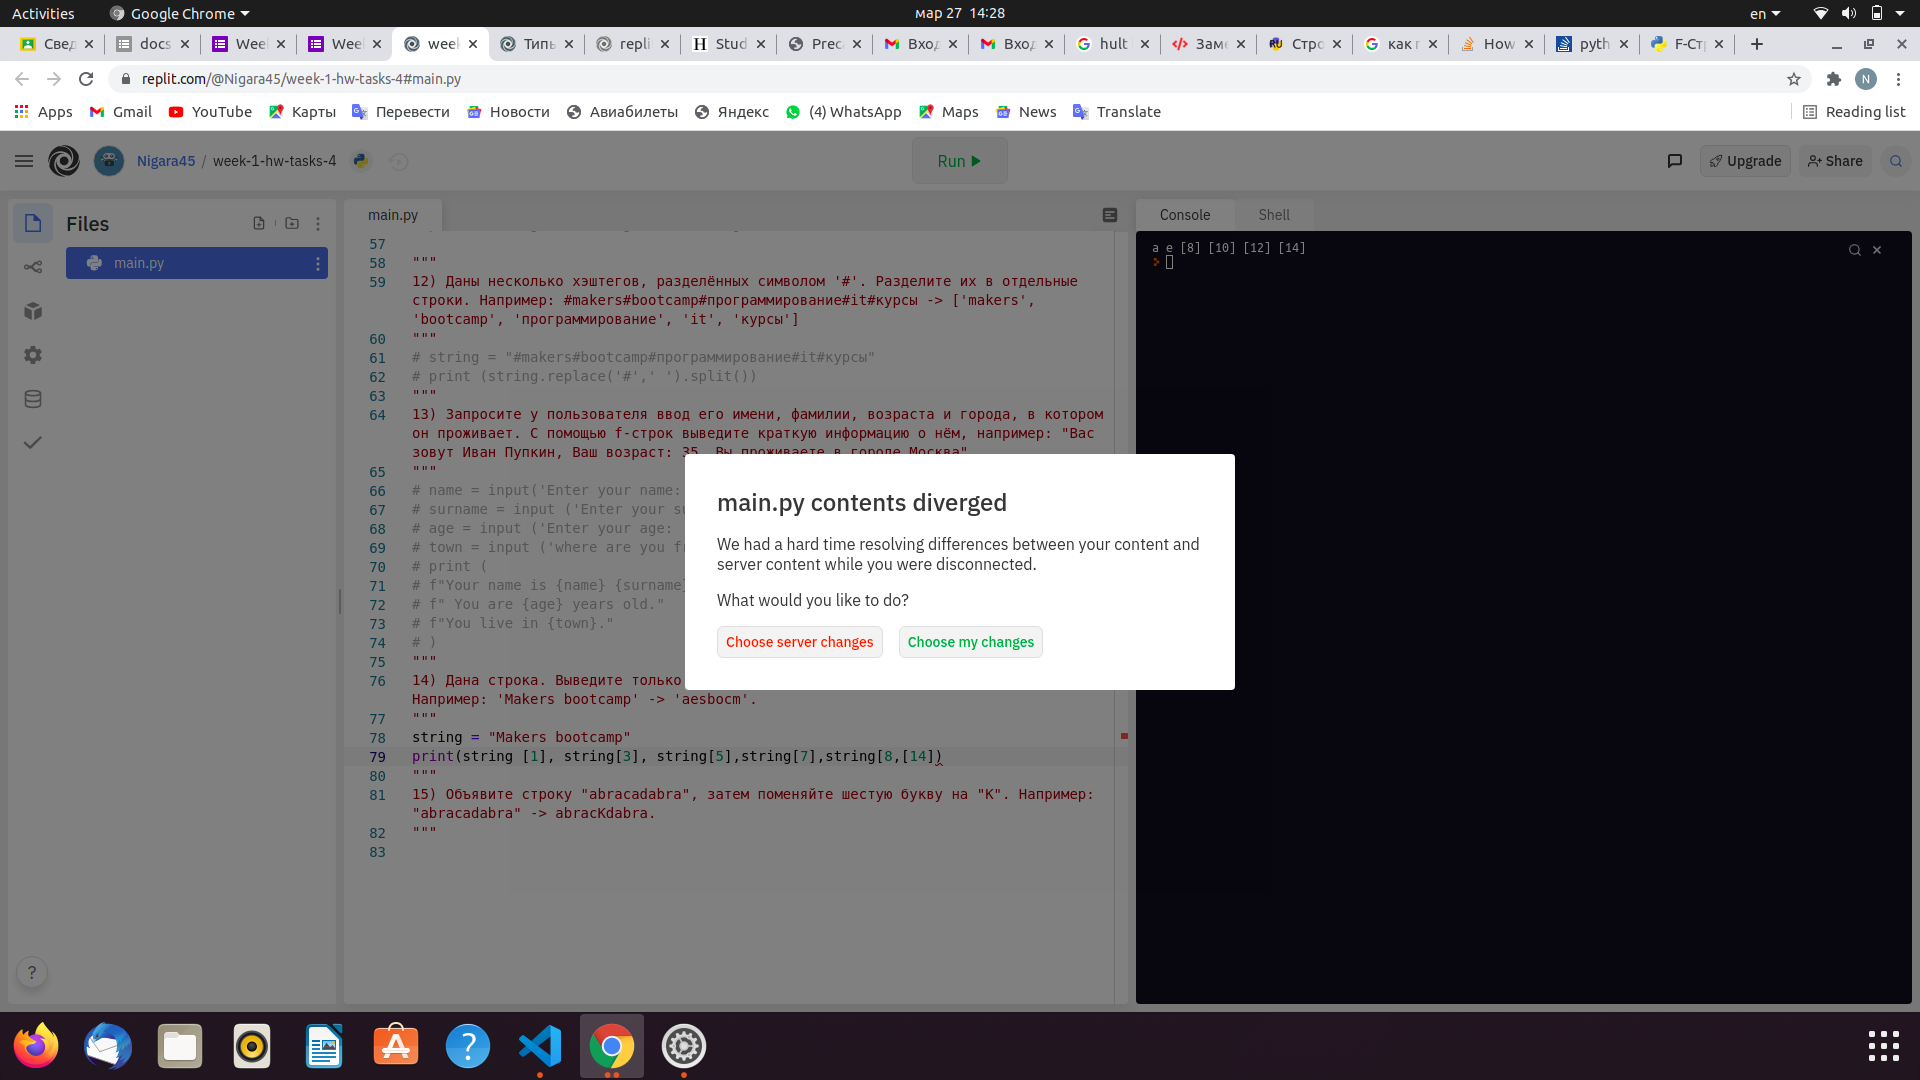 Activities
Google Chrome
мар 27 14:28
en
Свед
docs
Weel
Weel
week
Типы
repli
Stud
Preca
Вход
Вход
hult
Заме
Стро
как п
How
pyth
F-Ст
replit.com/@Nigara45/week-1-hw-tasks-4#main.py
N
Apps
Gmail
YouTube
Карты
Перевести
Новости
Авиабилеты
Яндекс
(4) WhatsApp
Maps
News
Translate
Reading list
Nigara45 / week-1-hw-tasks-4
Run
Upgrade
Share
Files
main.py
main.py
57
58 """
59 12) Даны несколько хэштегов, разделённых символом '#'. Разделите их в отдельные
строки. Например: #makers#bootcamp#программирование#it#курсы -> ['makers',
'bootcamp', 'программирование', 'it', 'курсы']
60 """
61 # string = "#makers#bootcamp#программирование#it#курсы"
62 # print (string.replace('#',' ').split())
63 """
64 13) Запросите у пользователя ввод его имени, фамилии, возраста и города, в котором
он проживает. С помощью f-строк выведите краткую информацию о нём, например: "Вас
зовут Иван Пупкин, Ваш возраст: 35, Вы проживаете в городе Москва"
65 """
66 # name = input('Enter your name:
67 # surname = input ('Enter your su
68 # age = input ('Enter your age:
69 # town = input ('where are you fr
70 # print (
71 # f"Your name is {name} {surname}
72 # f" You are {age} years old."
73 # f"You live in {town}."
74 # )
75 """
76 14) Дана строка. Выведите только
Например: 'Makers bootcamp' -> 'aesbocm'.
77 """
78 string = "Makers bootcamp"
79 print(string [1], string[3], string[5],string[7],string[8,[14])
80 """
81 15) Объявите строку "abracadabra", затем поменяйте шестую букву на "К". Например:
"abracadabra" -> abracKdabra.
82 """
83
Console
Shell
a e [8] [10] [12] [14]
main.py contents diverged
We had a hard time resolving differences between your content and
server content while you were disconnected.
What would you like to do?
Choose server changes
Choose my changes
?
?